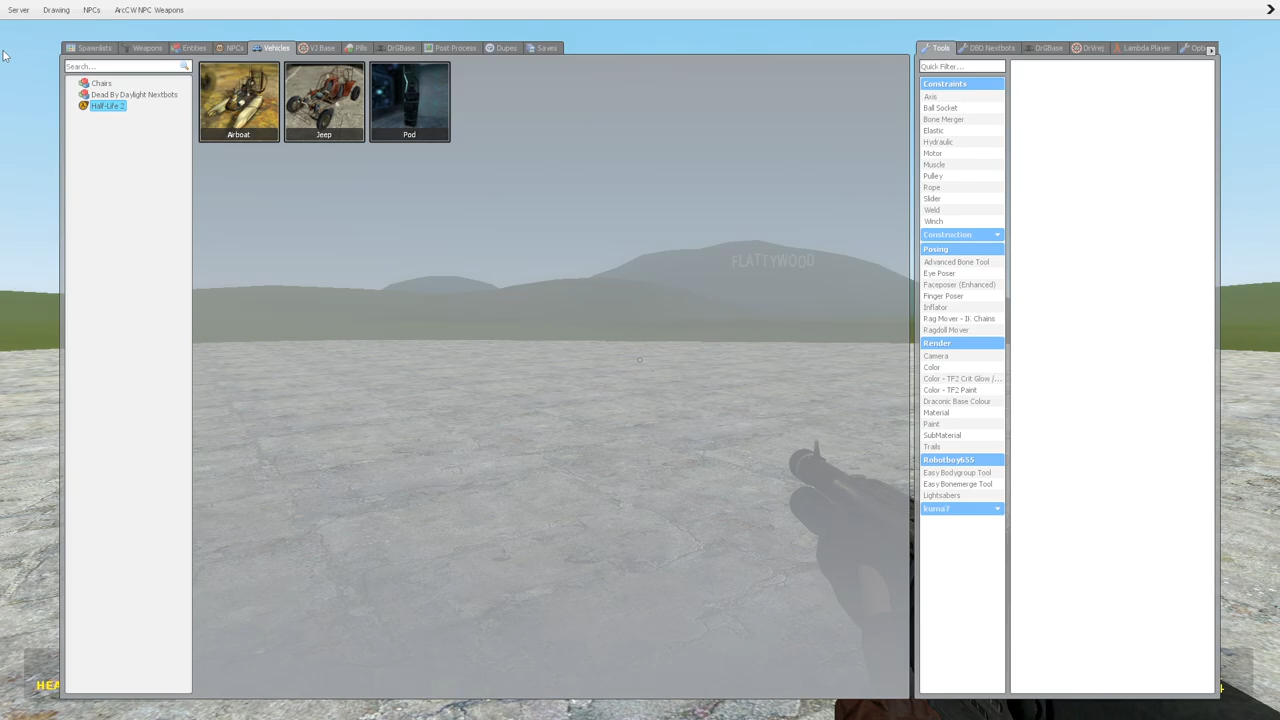 Server Drawing NPCs ArcCW NPC Weapons
Spawnlists Weapons Entities NPCs Vehicles VJ Base Pills DrGBase Post Process Dupes Saves
Search...
Chairs
Dead By Daylight Nextbots
Half-Life 2
Airboat Jeep Pod
FLATTYWOOD
HEA
Tools DBD Nextbots DrGBase DrVrej Lambda Player Opt
Quick Filter...
Constraints
Axis
Ball Socket
Bone Merger
Elastic
Hydraulic
Motor
Muscle
Pulley
Rope
Slider
Weld
Winch
Construction
Posing
Advanced Bone Tool
Eye Poser
Faceposer (Enhanced)
Finger Poser
Inflator
Rag Mover - IK Chains
Ragdoll Mover
Render
Camera
Color
Color - TF2 Crit Glow /...
Color - TF2 Paint
Draconic Base Colour
Material
Paint
SubMaterial
Trails
Robotboy655
Easy Bodygroup Tool
Easy Bonemerge Tool
Lightsabers
kuma7